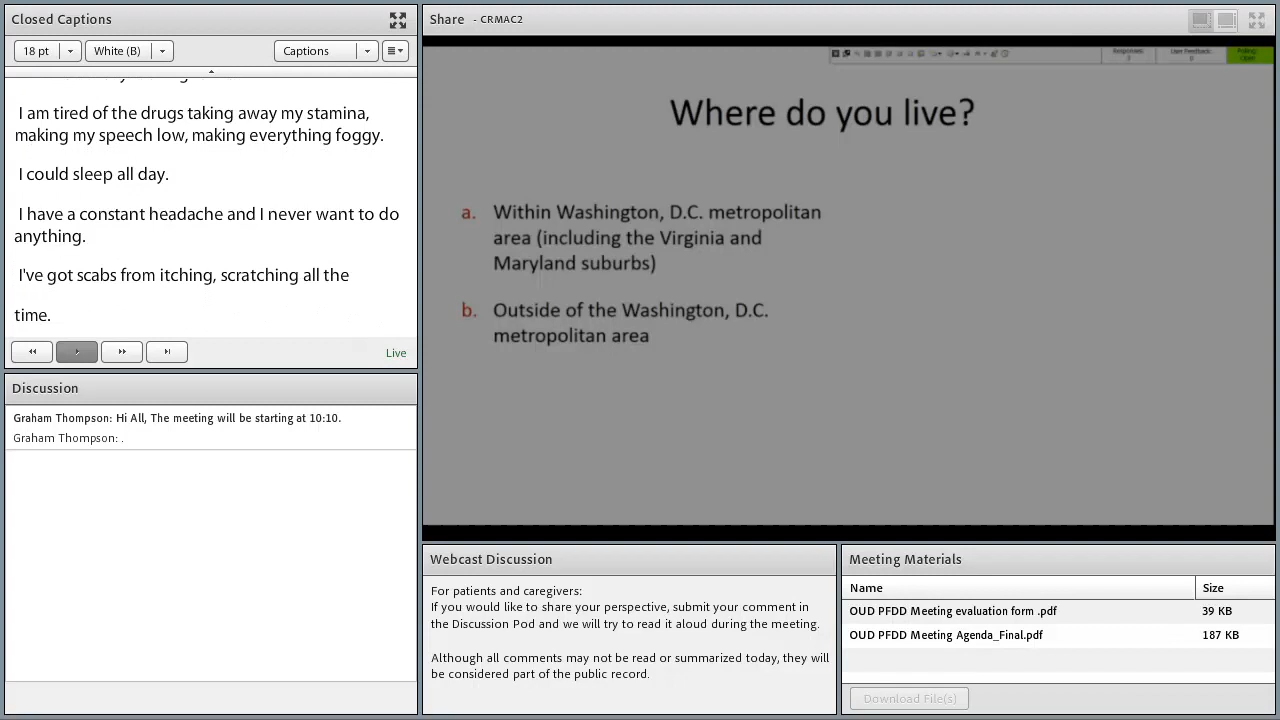 Closed Captions
18 pt
White (B)
Captions
I am tired of the drugs taking away my stamina,
making my speech low, making everything foggy.
I could sleep all day.
I have a constant headache and I never want to do
anything.
I've got scabs from itching, scratching all the
time.
Live
Discussion
Graham Thompson: Hi All, The meeting will be starting at 10:10.
Graham Thompson: .
Share - CRMAC2
Responses:
User Feedback:
0
Polling:
Where do you live?
a. Within Washington, D.C. metropolitan
area (including the Virginia and
Maryland suburbs)
b. Outside of the Washington, D.C.
metropolitan area
Webcast Discussion
For patients and caregivers:
If you would like to share your perspective, submit your comment in
the Discussion Pod and we will try to read it aloud during the meeting.
Although all comments may not be read or summarized today, they will
be considered part of the public record.
Meeting Materials
Name Size
OUD PFDD Meeting evaluation form .pdf 39 KB
OUD PFDD Meeting Agenda_Final.pdf 187 KB
Download File(s)